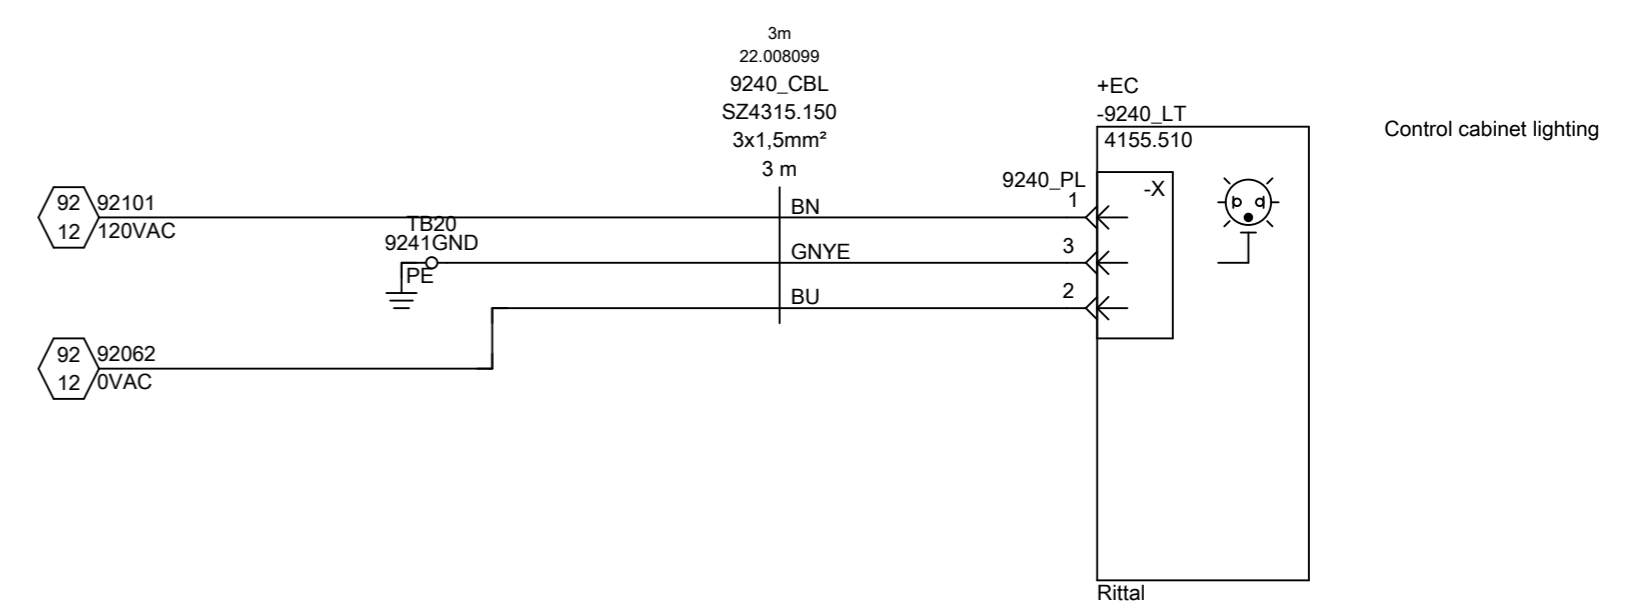 3m
22.008099
9240_CBL
SZ4315.150
3x1,5mm²
3 m
+EC
-9240_LT
4155.510
Control cabinet lighting
9240_PL
-X
92
12
92101
120VAC
TB20
9241GND
PE
BN
1
GNYE
3
BU
2
92
12
92062
0VAC
Rittal